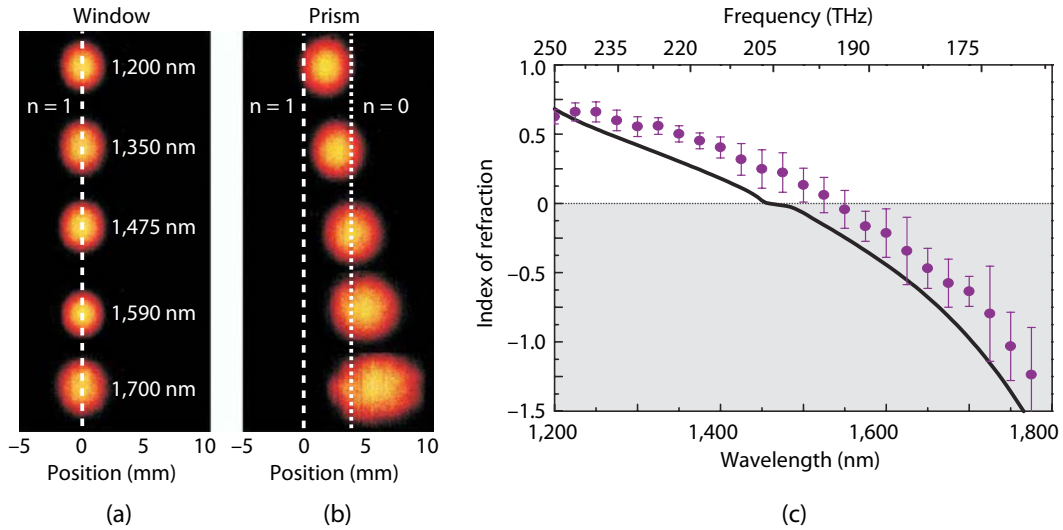 Window
1,200 nm
n = 1
1,350 nm
1,475 nm
1,590 nm
1,700 nm
−5 0 5 10
Position (mm)
(a)
Prism
n = 1 n = 0
−5 0 5 10
Position (mm)
(b)
Frequency (THz)
250 235 220 205 190 175
1.0
0.5
0
−0.5
−1.0
−1.5
Index of refraction
1,200 1,400 1,600 1,800
Wavelength (nm)
(c)